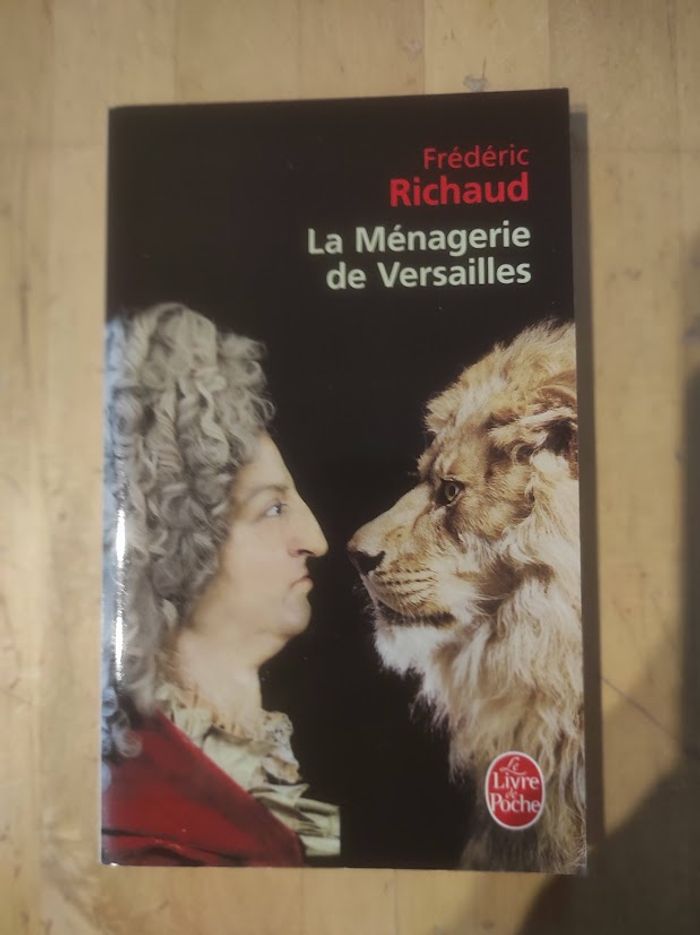 Frédéric
Richaud
La Ménagerie
de Versailles
Le
Livre
de
Poche